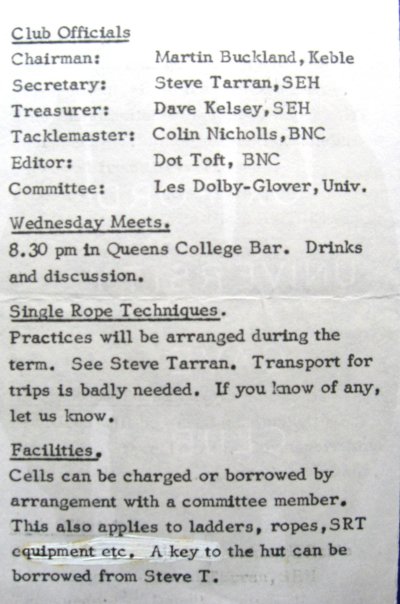 Club Officials
Chairman: Martin Buckland, Keble
Secretary: Steve Tarran, SEH
Treasurer: Dave Kelsey, SEH
Tacklemaster: Colin Nicholls, BNC
Editor: Dot Toft, BNC
Committee: Les Dolby-Glover, Univ.
Wednesday Meets.
8.30 pm in Queens College Bar. Drinks
and discussion.
Single Rope Techniques.
Practices will be arranged during the
term. See Steve Tarran. Transport for
trips is badly needed. If you know of any,
let us know.
Facilities.
Cells can be charged or borrowed by
arrangement with a committee member.
This also applies to ladders, ropes, SRT
equipment etc. A key to the hut can be
borrowed from Steve T.